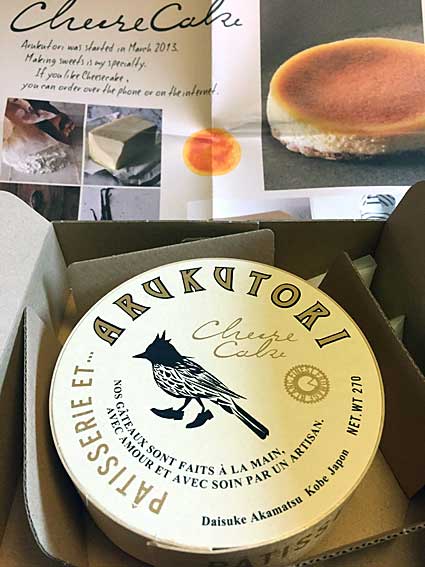 Cheese Cake
Arukutori was started in March 2013.
Making sweets is my specialty.
If you like Cheesecake,
you can order over the phone or on the internet.
PÂTISSERIE ET... ARUKUTORI
Cheese
Cake
NOS GÂTEAUX SONT FAITS À LA MAIN,
AVEC AMOUR ET AVEC SOIN PAR UN ARTISAN.
NET.WT 270
Daisuke Akamatsu Kobe Japon
PATISS